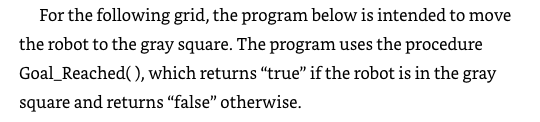 For the following grid, the program below is intended to move
the robot to the gray square. The program uses the procedure
Goal_Reached( ), which returns “true” if the robot is in the gray
square and returns “false” otherwise.